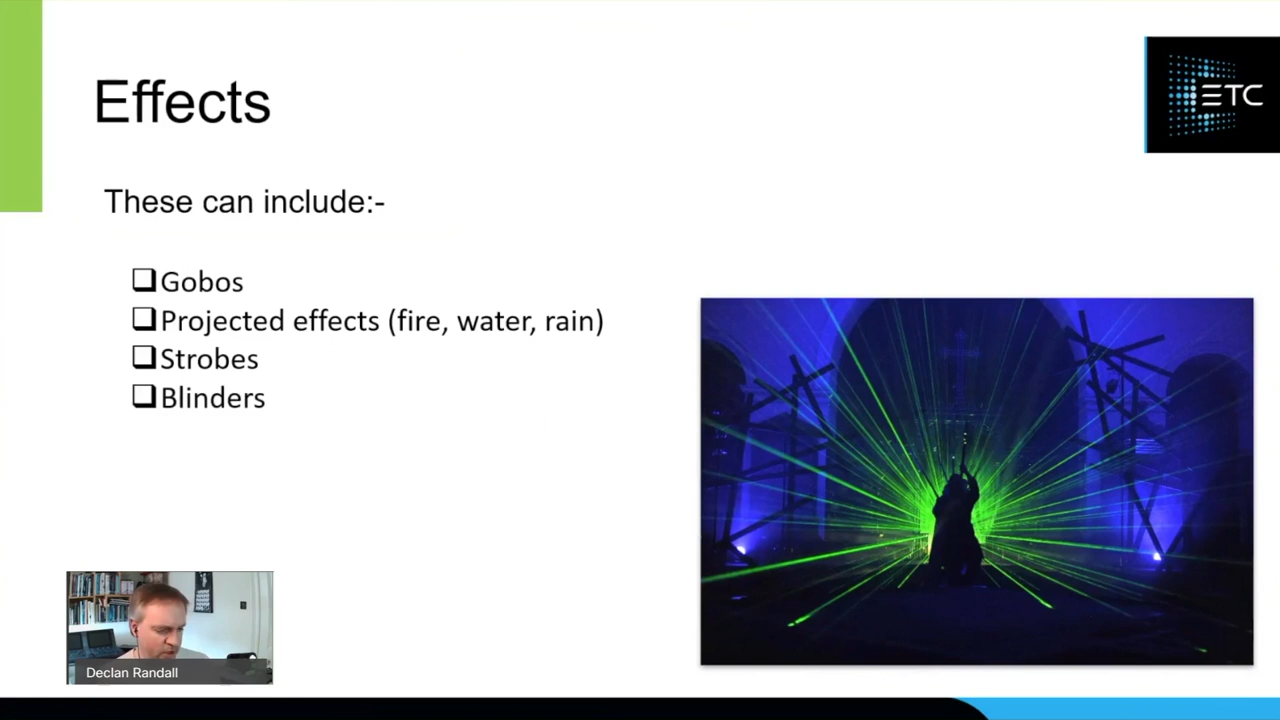 Effects
ETC
These can include:-
Gobos
Projected effects (fire, water, rain)
Strobes
Blinders
Declan Randall